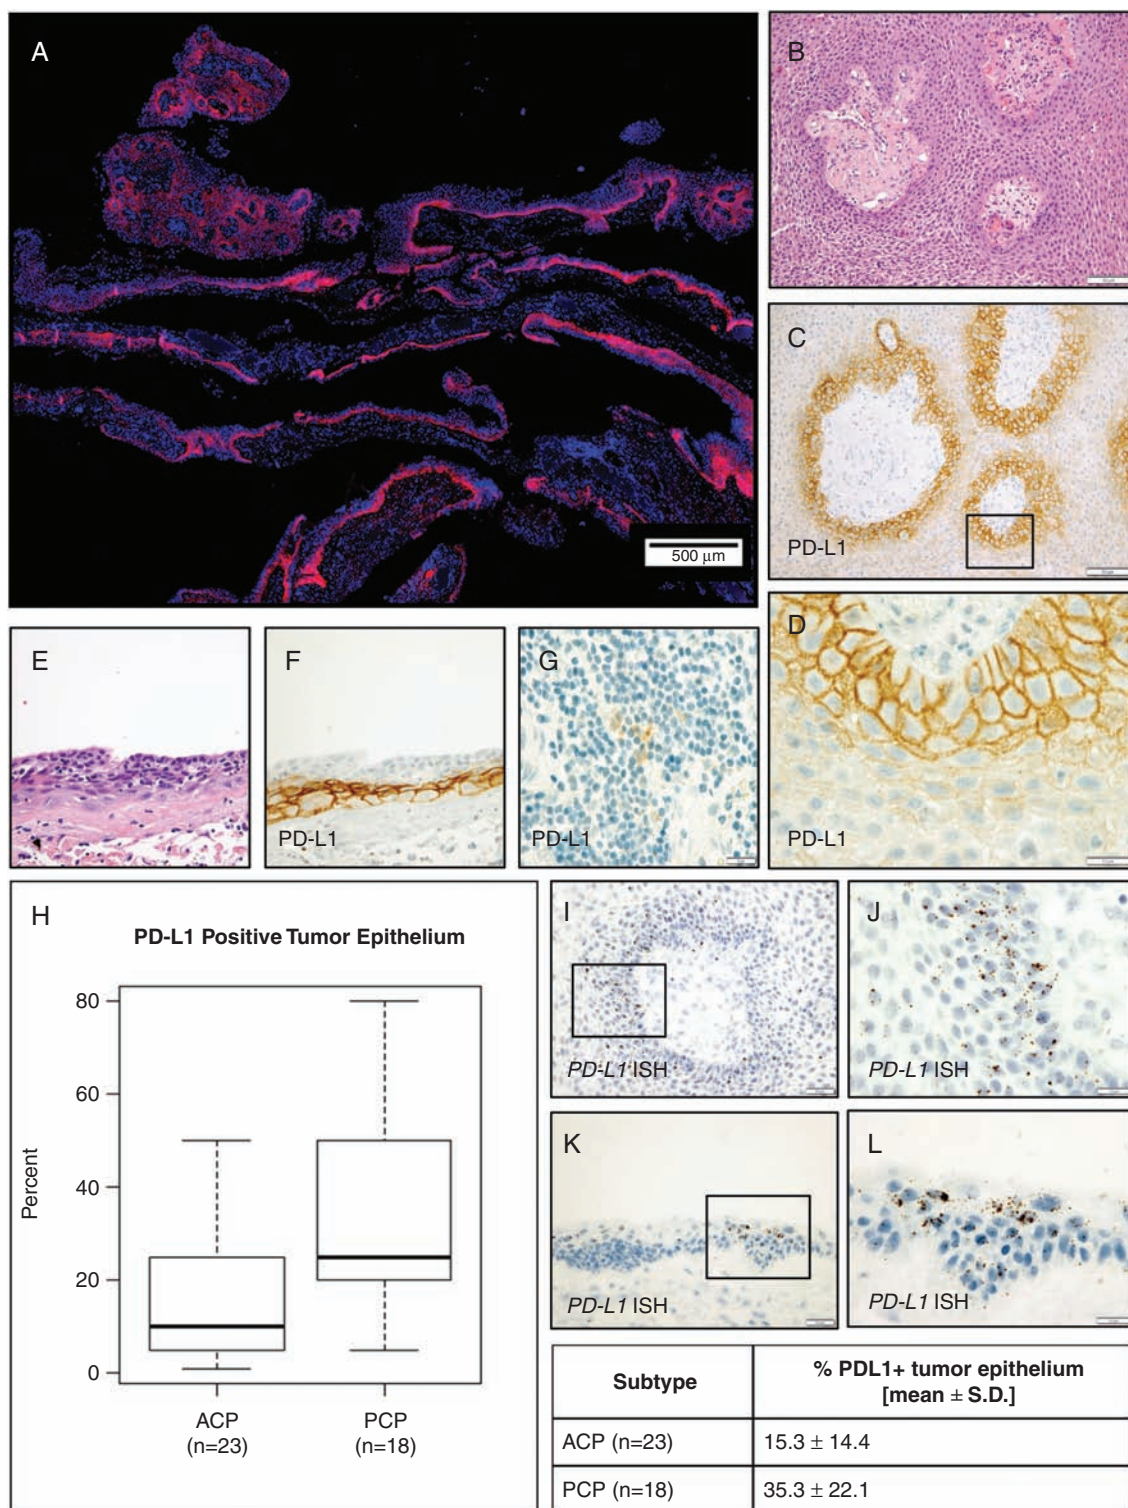 A
500 µm
B
C
PD-L1
D
PD-L1
E
F
PD-L1
G
PD-L1
H
PD-L1 Positive Tumor Epithelium
Percent
80
60
40
20
0
ACP
(n=23)
PCP
(n=18)
I
PD-L1 ISH
J
PD-L1 ISH
K
PD-L1 ISH
L
PD-L1 ISH
Subtype
% PDL1+ tumor epithelium
[mean ± S.D.]
ACP (n=23)
15.3 ± 14.4
PCP (n=18)
35.3 ± 22.1